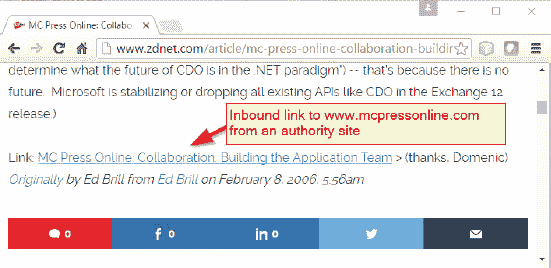 MC Press Online: Collabo
www.zdnet.com/article/mc-press-online-collaboration-buildin
determine what the future of CDO is in the .NET paradigm") -- that's because there is no
future. Microsoft is stabilizing or dropping all existing APIs like CDO in the Exchange 12
release.)
Inbound link to www.mcpressonline.com
from an authority site
Link: MC Press Online: Collaboration, Building the Application Team > (thanks, Domenic)
Originally by Ed Brill from Ed Brill on February 8, 2006, 5:56am
0
0
0